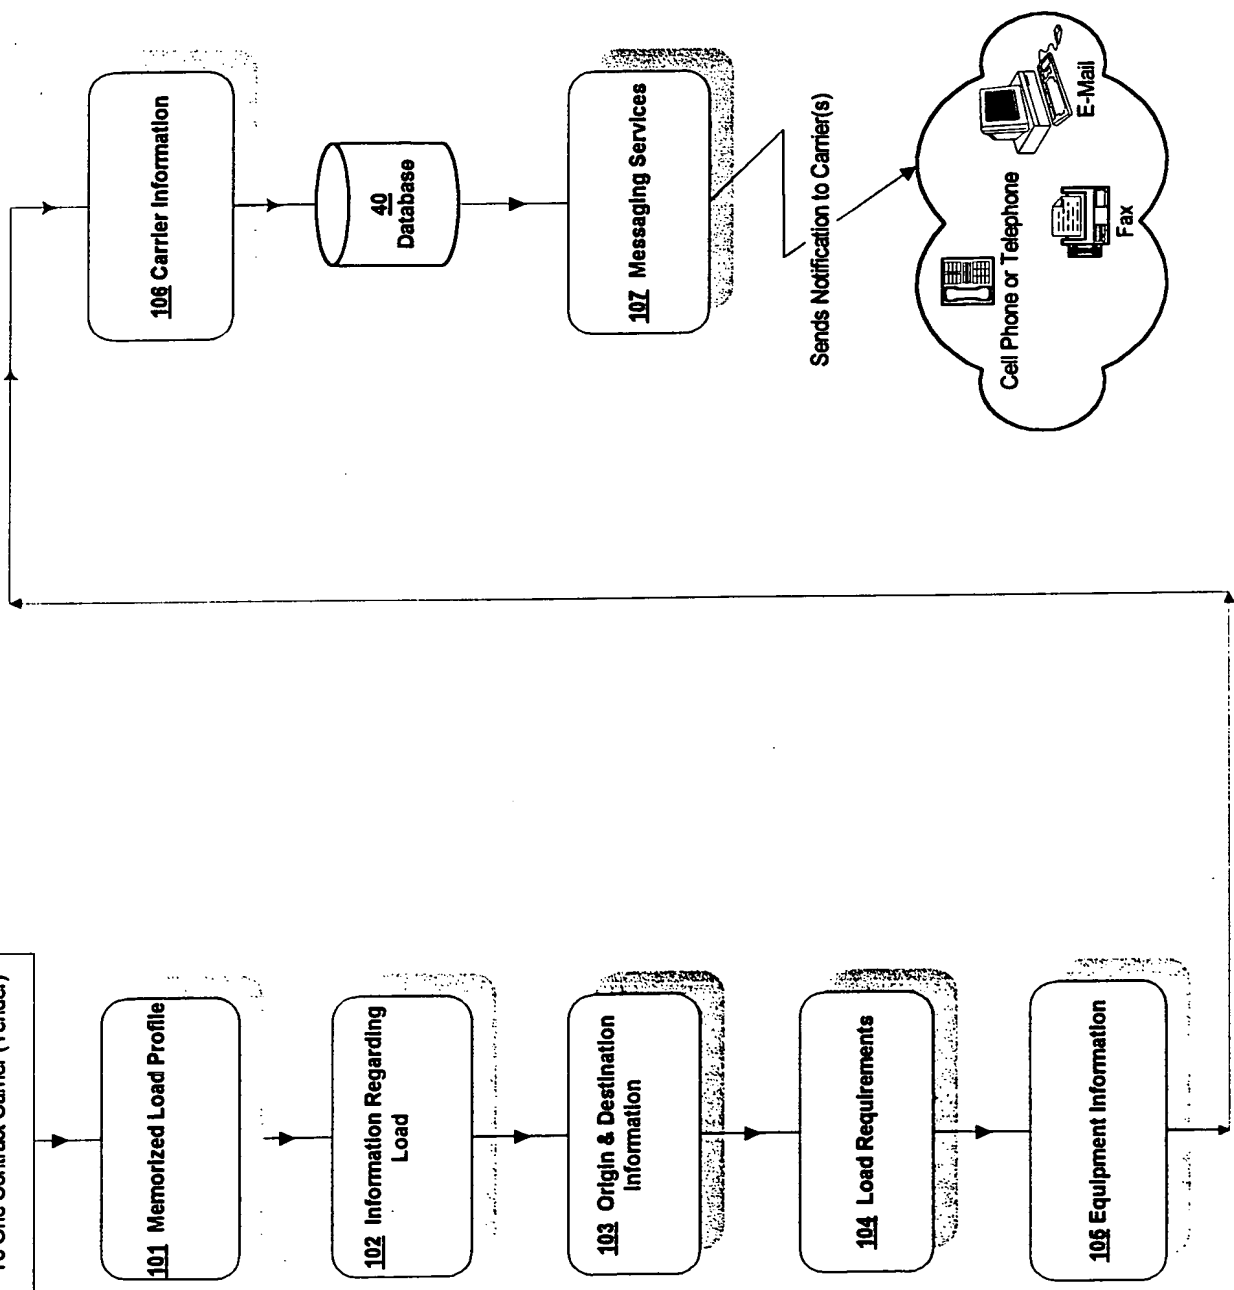 101 Memorized Load Profile
102 Information Regarding
Load
103 Origin & Destination
Information
104 Load Requirements
105 Equipment Information
106 Carrier Information
40
Database
107 Messaging Services
Sends Notification to Carrier(s)
Cell Phone or Telephone
E-Mail
Fax